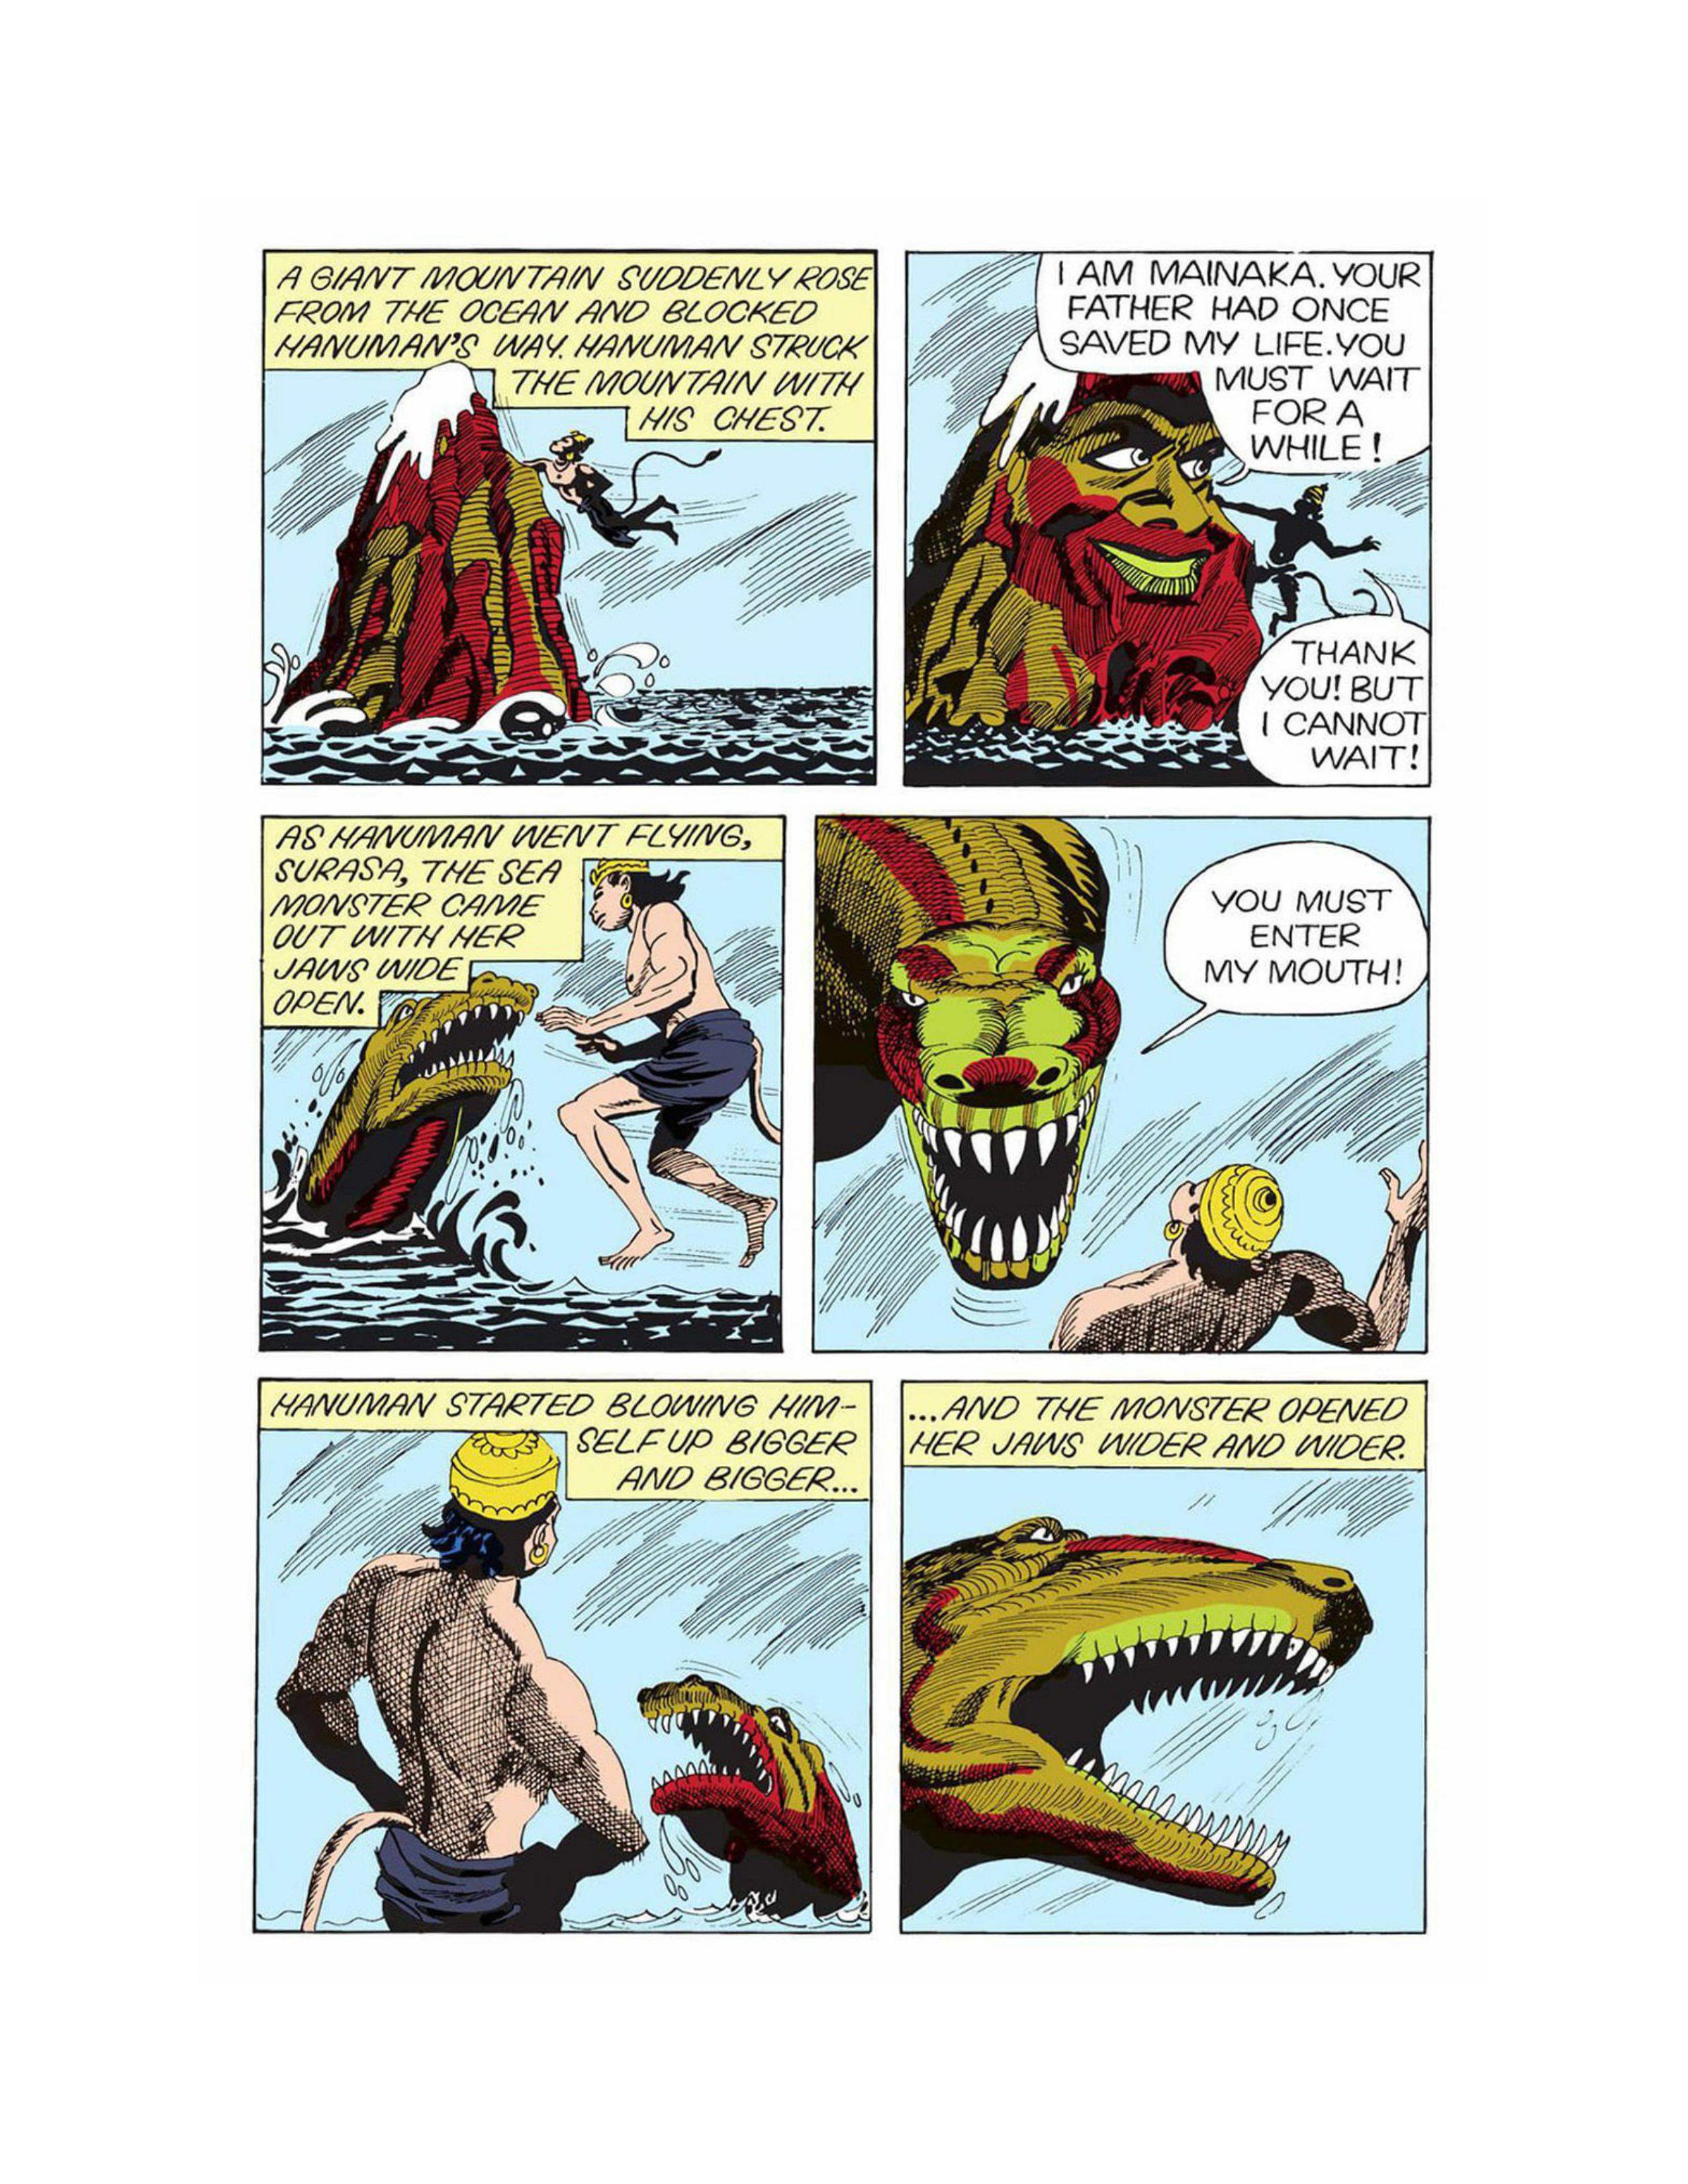 A GIANT MOUNTAIN SUDDENLY ROSE
FROM THE OCEAN AND BLOCKED
HANUMAN'S WAY. HANUMAN STRUCK
THE MOUNTAIN WITH
HIS CHEST.
I AM MAINAKA. YOUR
FATHER HAD ONCE
SAVED MY LIFE. YOU
MUST WAIT
FOR A
WHILE!
THANK
YOU! BUT
I CANNOT
WAIT!
AS HANUMAN WENT FLYING,
SURASA, THE SEA
MONSTER CAME
OUT WITH HER
JAWS WIDE
OPEN.
YOU MUST
ENTER
MY MOUTH!
HANUMAN STARTED BLOWING HIM-
SELF UP BIGGER
AND BIGGER...
...AND THE MONSTER OPENED
HER JAWS WIDER AND WIDER.